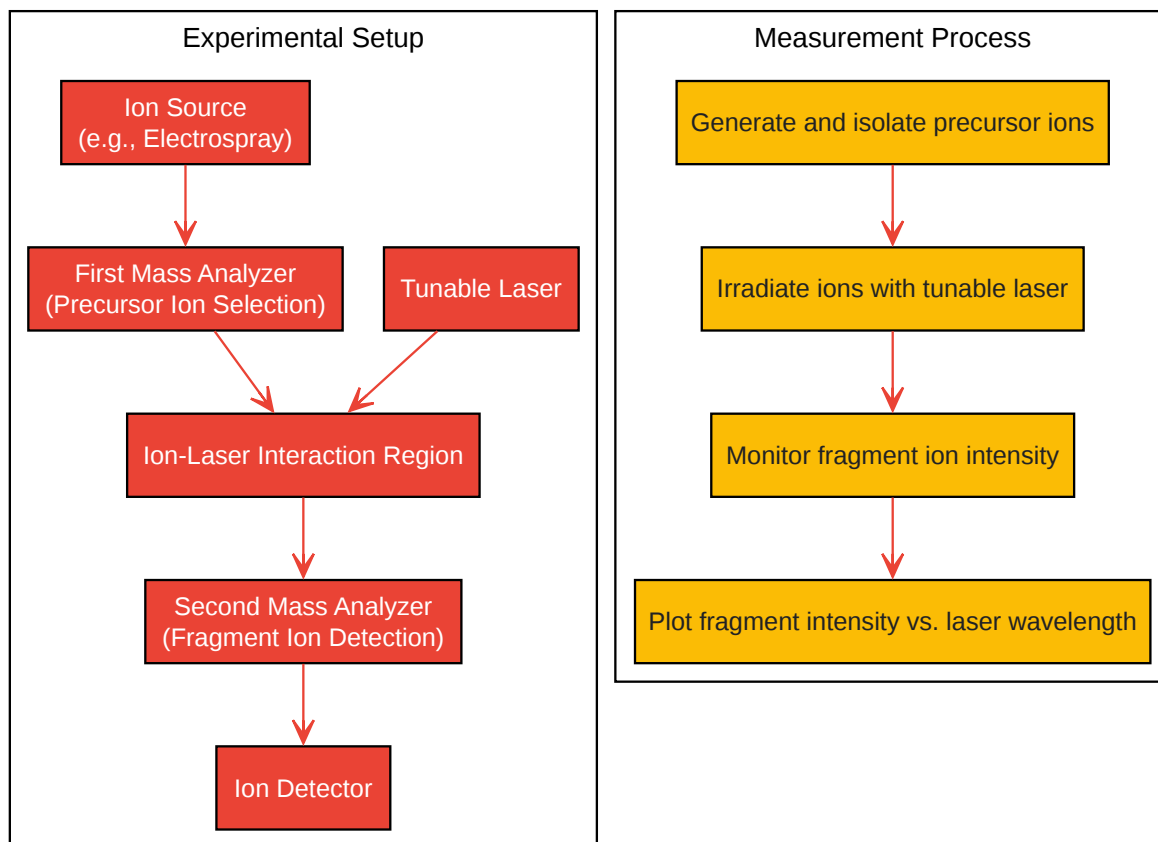 Experimental Setup
Ion Source
(e.g., Electrospray)
First Mass Analyzer
(Precursor Ion Selection)
Tunable Laser
Ion-Laser Interaction Region
Second Mass Analyzer
(Fragment Ion Detection)
Ion Detector
Measurement Process
Generate and isolate precursor ions
Irradiate ions with tunable laser
Monitor fragment ion intensity
Plot fragment intensity vs. laser wavelength